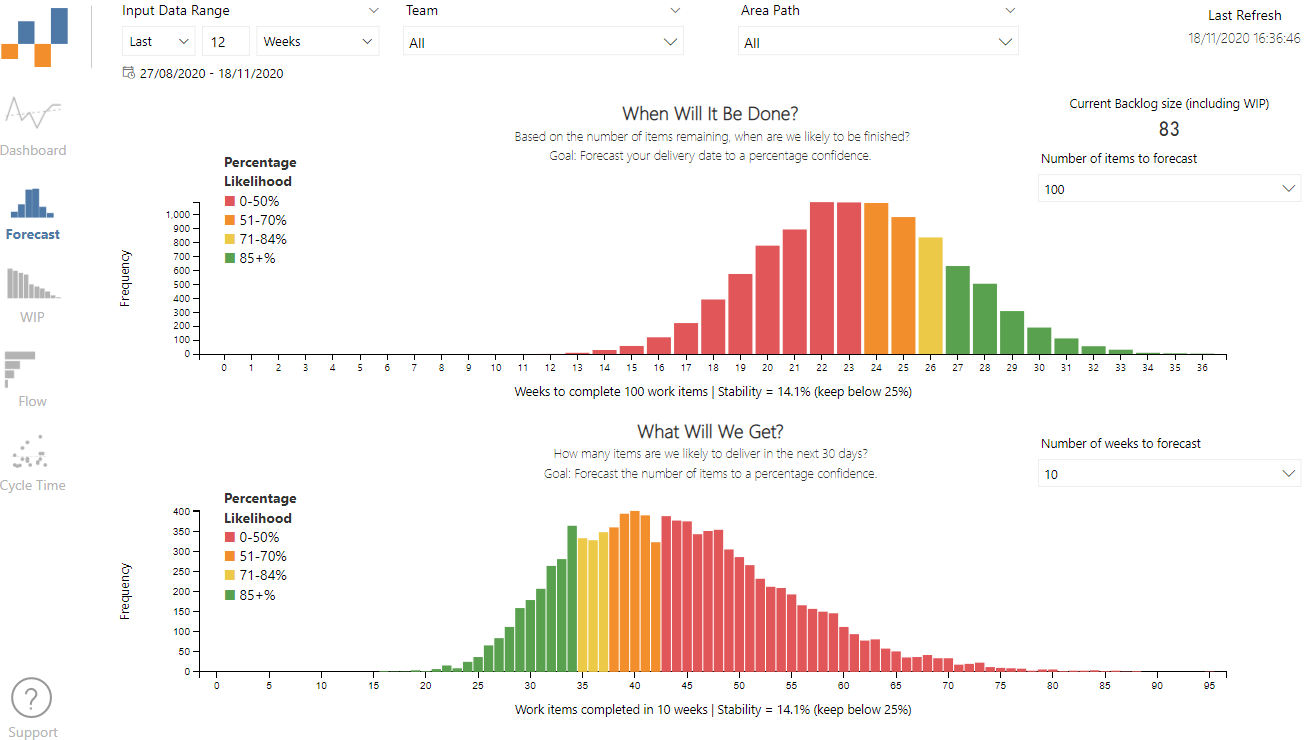 Input Data Range
Team
Area Path
Last Refresh
Last
12
Weeks
All
All
18/11/2020 16:36:46
27/08/2020 - 18/11/2020
Dashboard
Forecast
WIP
Flow
Cycle Time
?
Support
When Will It Be Done?
Based on the number of items remaining, when are we likely to be finished?
Goal: Forecast your delivery date to a percentage confidence.
Current Backlog size (including WIP)
83
Number of items to forecast
100
Percentage
Likelihood
0-50%
51-70%
71-84%
85+%
Frequency
1,000
900
800
700
600
500
400
300
200
100
0
0 1 2 3 4 5 6 7 8 9 10 11 12 13 14 15 16 17 18 19 20 21 22 23 24 25 26 27 28 29 30 31 32 33 34 35 36
Weeks to complete 100 work items | Stability = 14.1% (keep below 25%)
What Will We Get?
How many items are we likely to deliver in the next 30 days?
Goal: Forecast the number of items to a percentage confidence.
Number of weeks to forecast
10
Percentage
Likelihood
0-50%
51-70%
71-84%
85+%
Frequency
400
350
300
250
200
150
100
50
0
0 5 10 15 20 25 30 35 40 45 50 55 60 65 70 75 80 85 90 95
Work items completed in 10 weeks | Stability = 14.1% (keep below 25%)